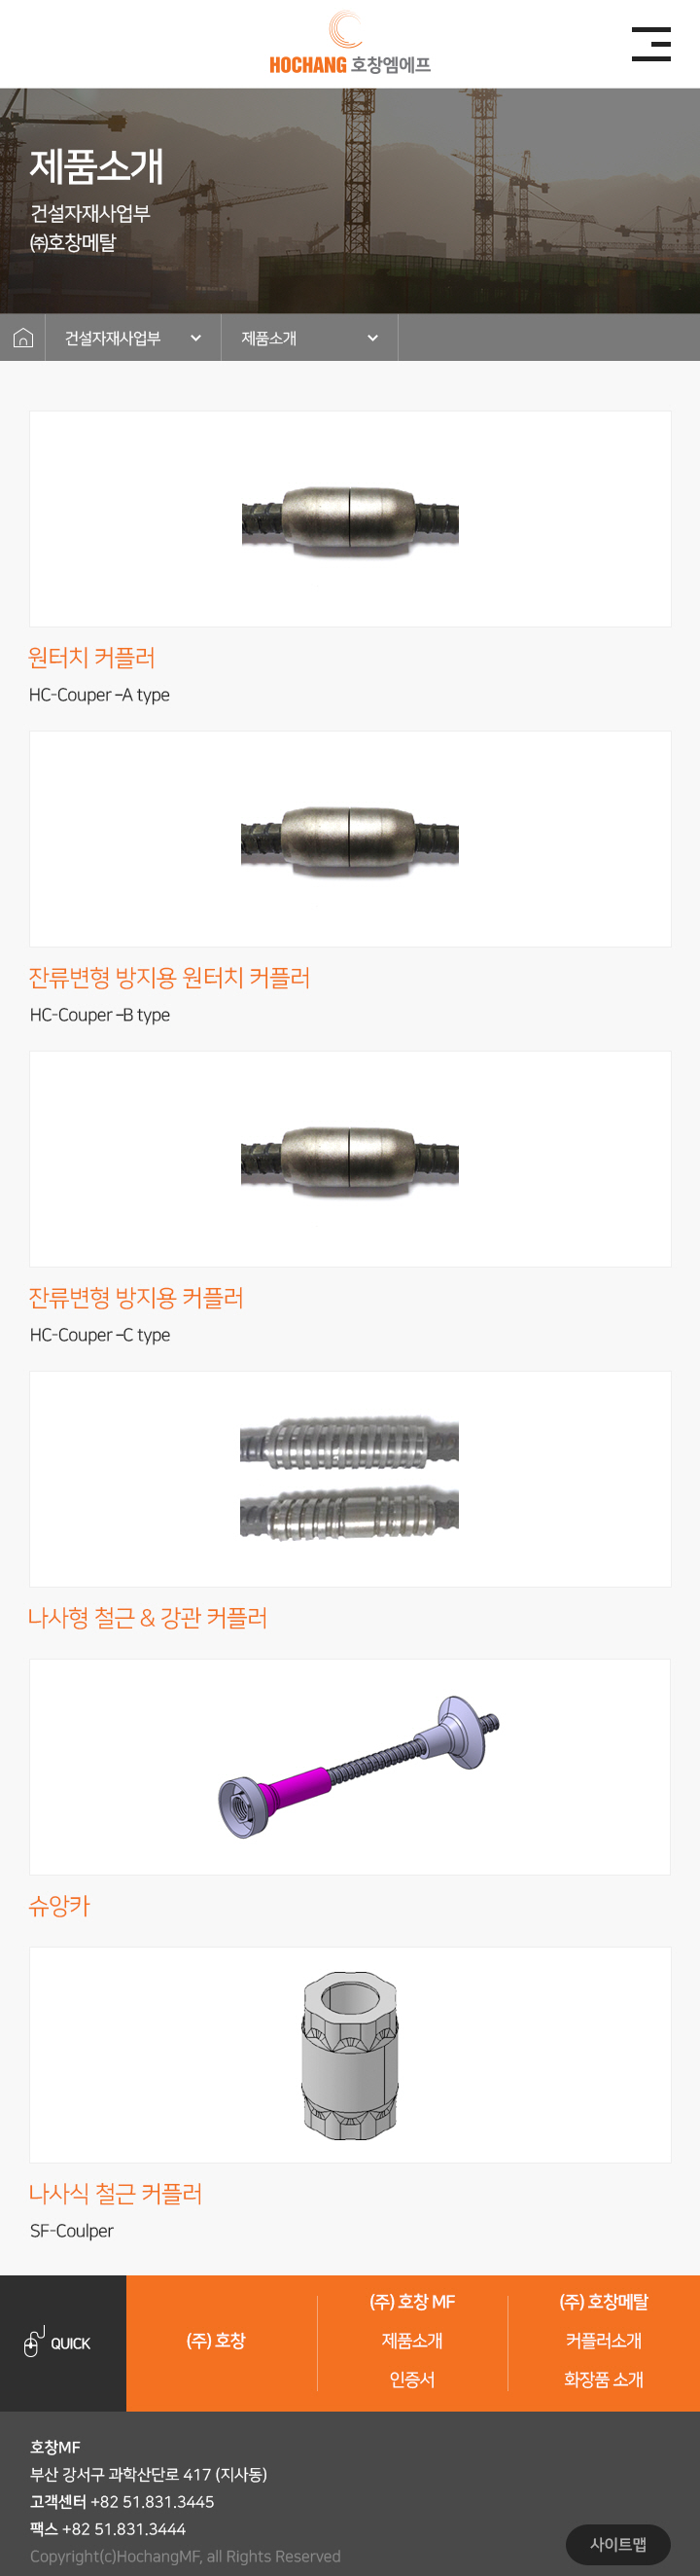 HOCHANG 호창엠에프
제품소개
건설자재사업부
㈜호창메탈
건설자재사업부 제품소개
원터치 커플러
HC-Couper –A type
잔류변형 방지용 원터치 커플러
HC-Couper –B type
잔류변형 방지용 커플러
HC-Couper –C type
나사형 철근 & 강관 커플러
슈앙카
나사식 철근 커플러
SF-Coulper
QUICK
(주) 호창
(주) 호창 MF
제품소개
인증서
(주) 호창메탈
커플러소개
화장품 소개
호창MF
부산 강서구 과학산단로 417 (지사동)
고객센터 +82 51.831.3445
팩스 +82 51.831.3444
Copyright(c)HochangMF, all Rights Reserved
사이트맵